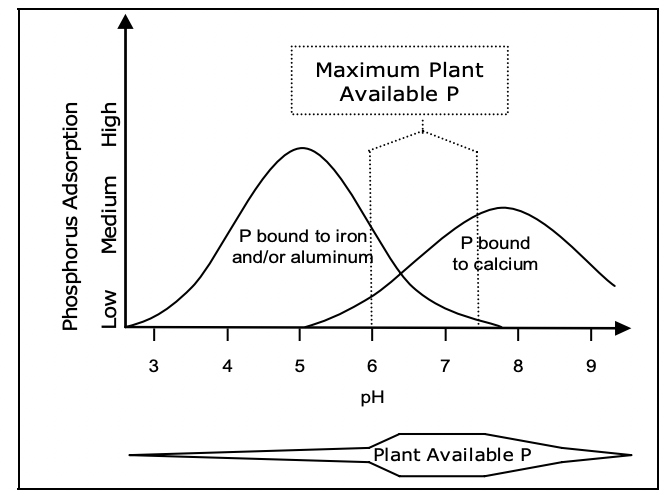 Maximum Plant
Available P
Phosphorus Adsorption
High
Medium
Low
P bound to iron
and/or aluminum
P bound
to calcium
3 4 5 6 7 8 9
pH
Plant Available P